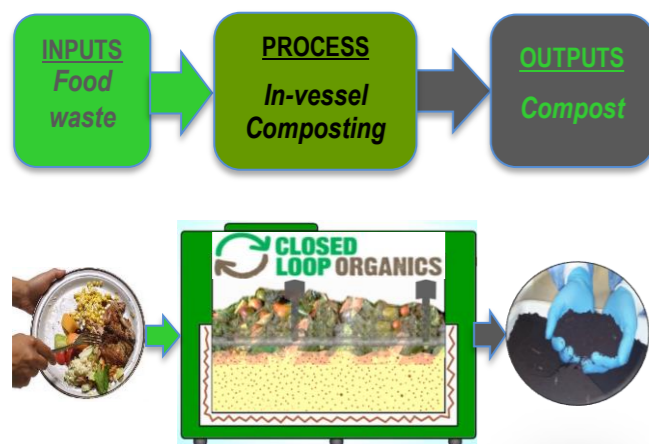 INPUTS
Food
waste
PROCESS
In-vessel
Composting
OUTPUTS
Compost
CLOSED
LOOP ORGANICS